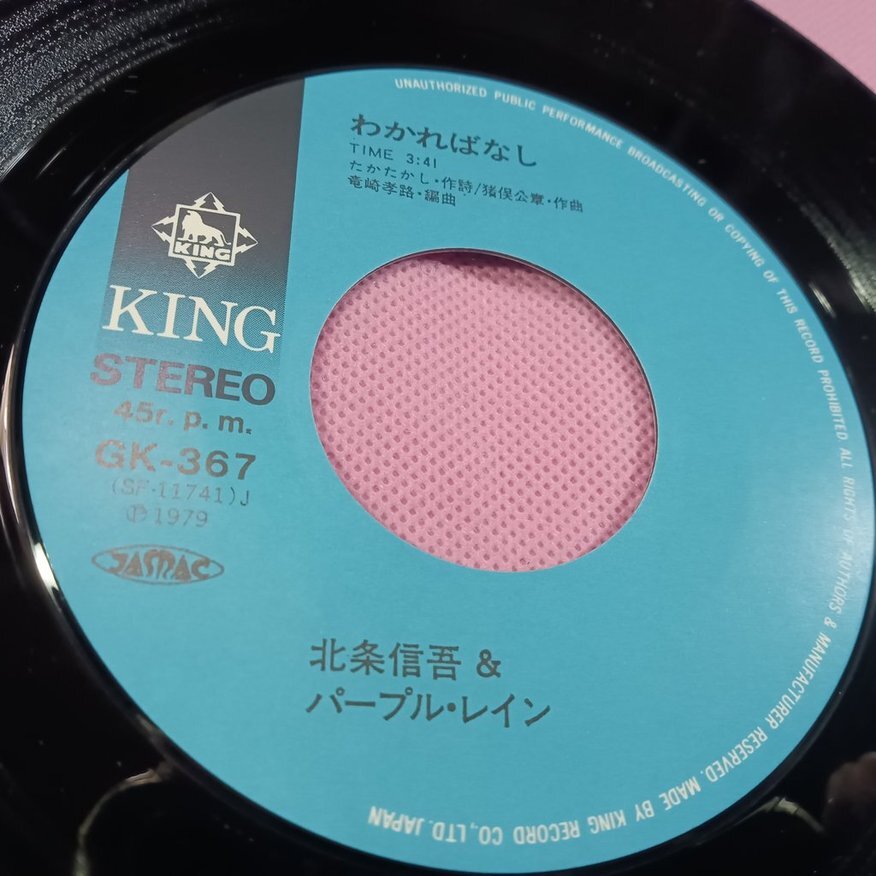 UNAUTHORIZED PUBLIC PERFORMANCE BROADCASTING OR COPYING OF THIS RECORD PROHIBITED ALL RIGHTS OF AUTHORS & MANUFACTURER RESERVED. MADE BY KING RECORD CO., LTD. JAPAN
わかればなし
TIME 3:41
たかたかし・作詩/猪俣公章・作曲
竜崎孝路・編曲
KING
KING
STEREO
45r. p. m.
GK-367
(SF-11741)J
Ⓟ1979
JASRAC
北条信吾 &
パープル・レイン